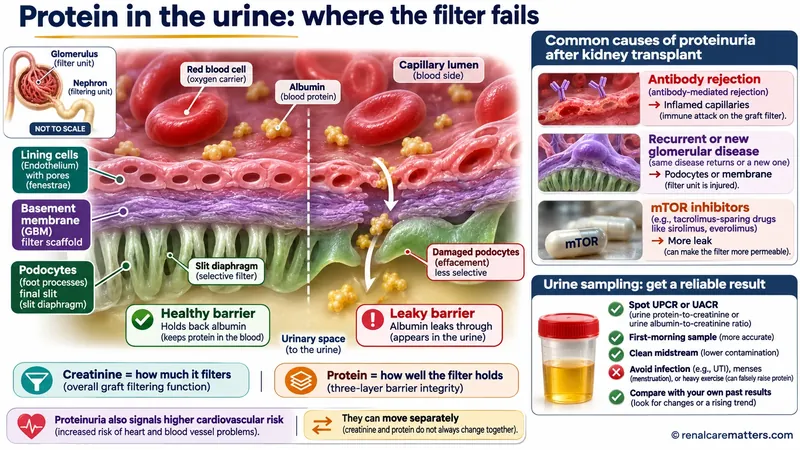 Protein in the urine: where the filter fails
Glomerulus
(filter unit)
Nephron
(filtering unit)
NOT TO SCALE
Red blood cell
(oxygen carrier)
Albumin
(blood protein)
Capillary lumen
(blood side)
Lining cells
(Endothelium)
with pores
(fenestrae)
Basement
membrane
(GBM)
filter scaffold
Podocytes
(foot processes)
final slit
(slit diaphragm)
Slit diaphragm
(selective filter)
Damaged podocytes
(effacement)
less selective
Healthy barrier
Holds back albumin
(keeps protein in the blood)
Urinary space
(to the urine)
Leaky barrier
Albumin leaks through
(appears in the urine)
Creatinine = how much it filters
(overall graft filtering function)
Protein = how well the filter holds
(three-layer barrier integrity)
Proteinuria also signals higher cardiovascular risk
(increased risk of heart and blood vessel problems).
They can move separately
(creatinine and protein do not always change together).
Common causes of proteinuria
after kidney transplant
Antibody rejection
(antibody-mediated rejection)
→ Inflamed capillaries
(immune attack on the graft filter).
Recurrent or new
glomerular disease
(same disease returns or a new one)
→ Podocytes or membrane
(filter unit is injured).
mTOR
mTOR inhibitors
(e.g., tacrolimus-sparing drugs
like sirolimus, everolimus)
→ More leak
(can make the filter more permeable).
Urine sampling: get a reliable result
Spot UPCR or UACR
(urine protein-to-creatinine or
urine albumin-to-creatinine ratio)
First-morning sample (more accurate)
Clean midstream (lower contamination)
Avoid infection (e.g., UTI), menses
(menstruation), or heavy exercise (can falsely raise protein)
Compare with your own past results
(look for changes or a rising trend)
© renalcarematters.com